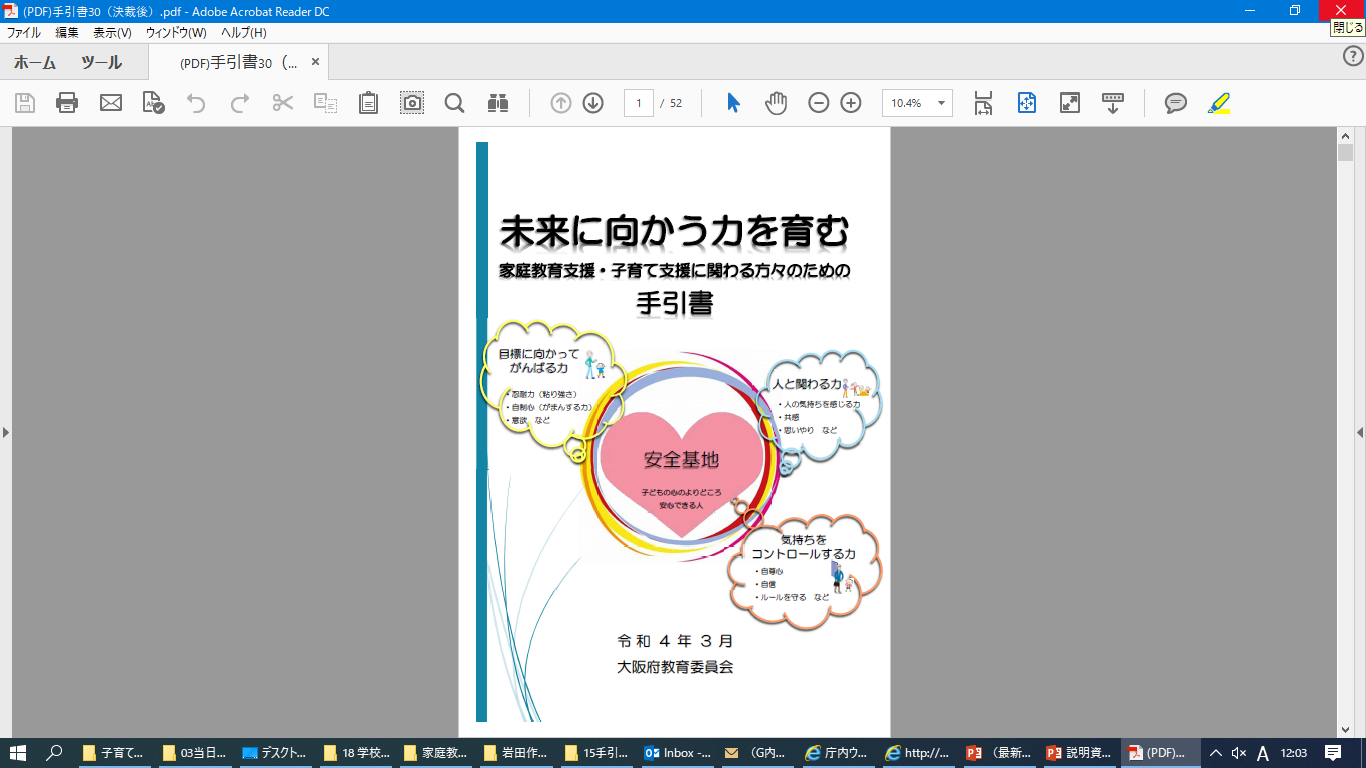 (PDF)手引書30（決裁後）.pdf - Adobe Acrobat Reader DC
閉じる
ファイル 編集 表示(V) ウィンドウ(W) ヘルプ(H)
ホーム ツール (PDF)手引書30（... ×
1 / 52 10.4%
未来に向かう力を育む
家庭教育支援・子育て支援に関わる方々のための
手引書
目標に向かって
がんばる力
・忍耐力（粘り強さ）
・自制心（がまんする力）
・意欲　など
人と関わる力
・人の気持ちを感じる力
・共感
・思いやり　など
安全基地
子どもの心のよりどころ
安心できる人
気持ちを
コントロールする力
・自尊心
・自信
・ルールを守る　など
令和４年３月
大阪府教育委員会
子育て... 03当日... デスクト... 18 学校... 家庭教... 岩田作... 15手引... Inbox -... （G内... 庁内ウ... http://... （最新... 説明資... (PDF)... A 12:03